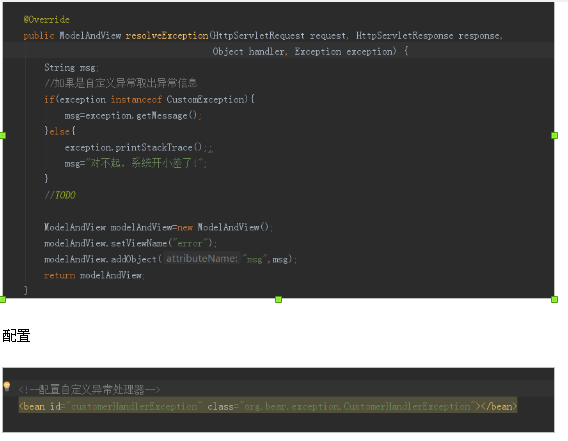 @Override
public ModelAndView resolveException(HttpServletRequest request, HttpServletResponse response,
Object handler, Exception exception) {
String msg;
//如果是自定义异常取出异常信息
if(exception instanceof CustomException){
msg=exception.getMessage();
}else{
exception.printStackTrace();;
msg="对不起，系统开小差了!";
}
//TODO
ModelAndView modelAndView=new ModelAndView();
modelAndView.setViewName("error");
modelAndView.addObject( attributeName: "msg",msg);
return modelAndView;
}
配置
<!--配置自定义异常处理器-->
<bean id="customerHandlerException" class="org.bear.exception.CustomerHandlerException"></bean>